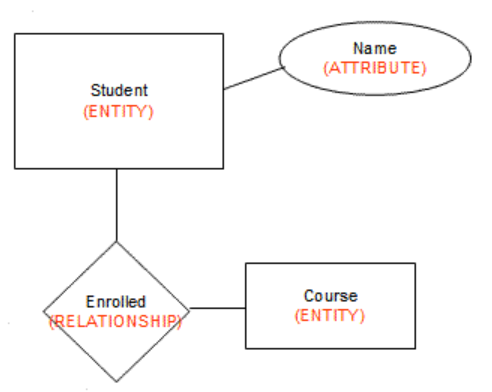 Name
(ATTRIBUTE)
Student
(ENTITY)
Enrolled
(RELATIONSHIP)
Course
(ENTITY)